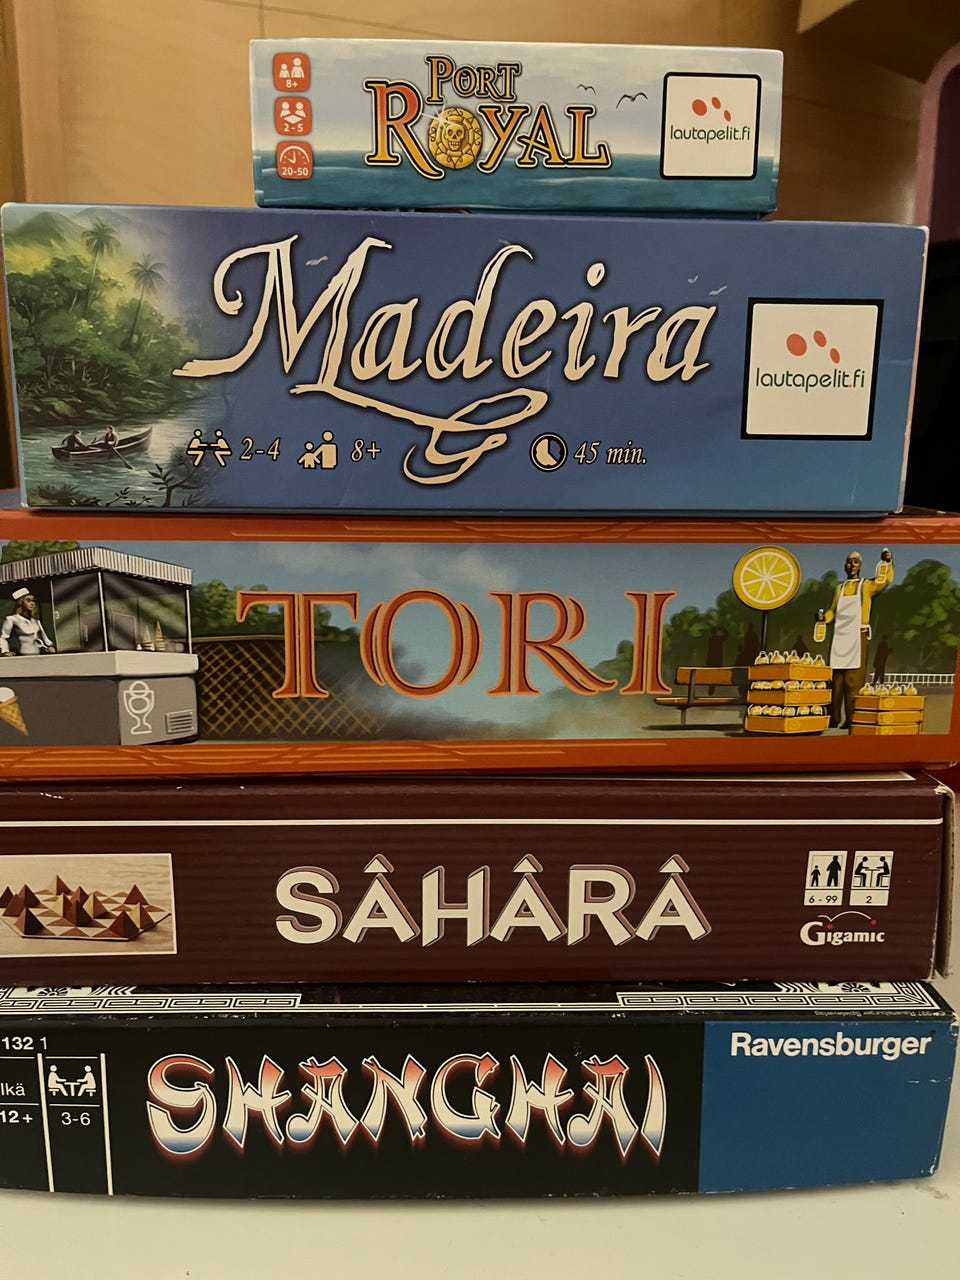 PORT
ROYAL
8+
2-5
20-50
lautapelit.fi
Madeira
2-4
8+
45 min.
lautapelit.fi
TORI
SÂHÂRÂ
6 - 99
2
Gigamic
132 1
lkä
12+
3-6
SHANGHAI
Ravensburger